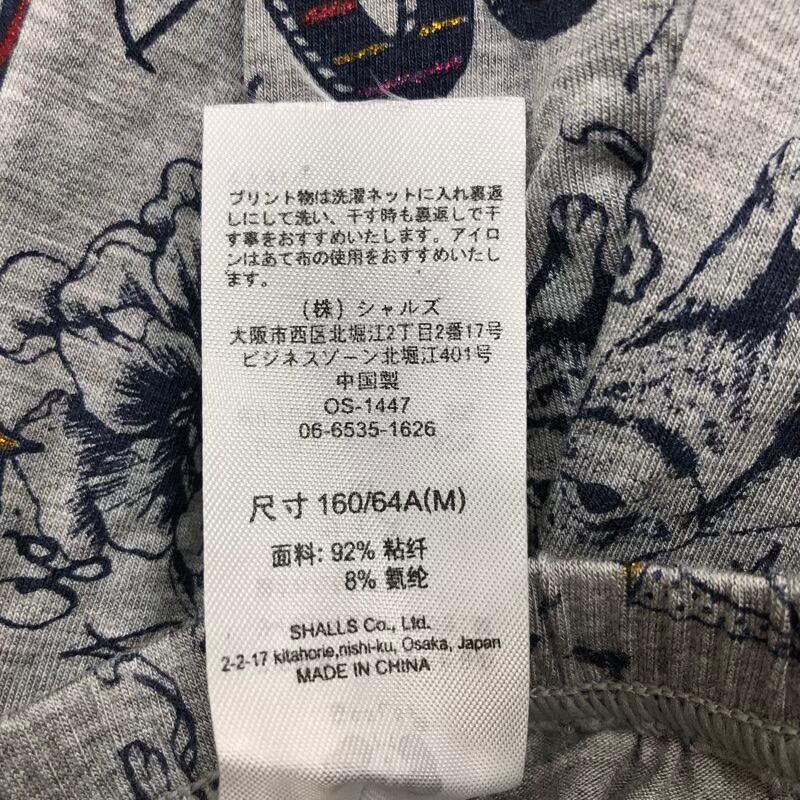 プリント物は洗濯ネットに入れ裏返
しにして洗い、干す時も裏返しで干
す事をおすすめいたします。アイロ
ンはあて布の使用をおすすめいたし
ます。
(株) シャルズ
大阪市西区北堀江2丁目2番17号
ビジネスゾーン北堀江401号
中国製
OS-1447
06-6535-1626
尺寸 160/64A(M)
面料: 92% 粘纤
8% 氨纶
SHALLS Co., Ltd.
2-2-17 kitahorie,nishi-ku, Osaka, Japan
MADE IN CHINA